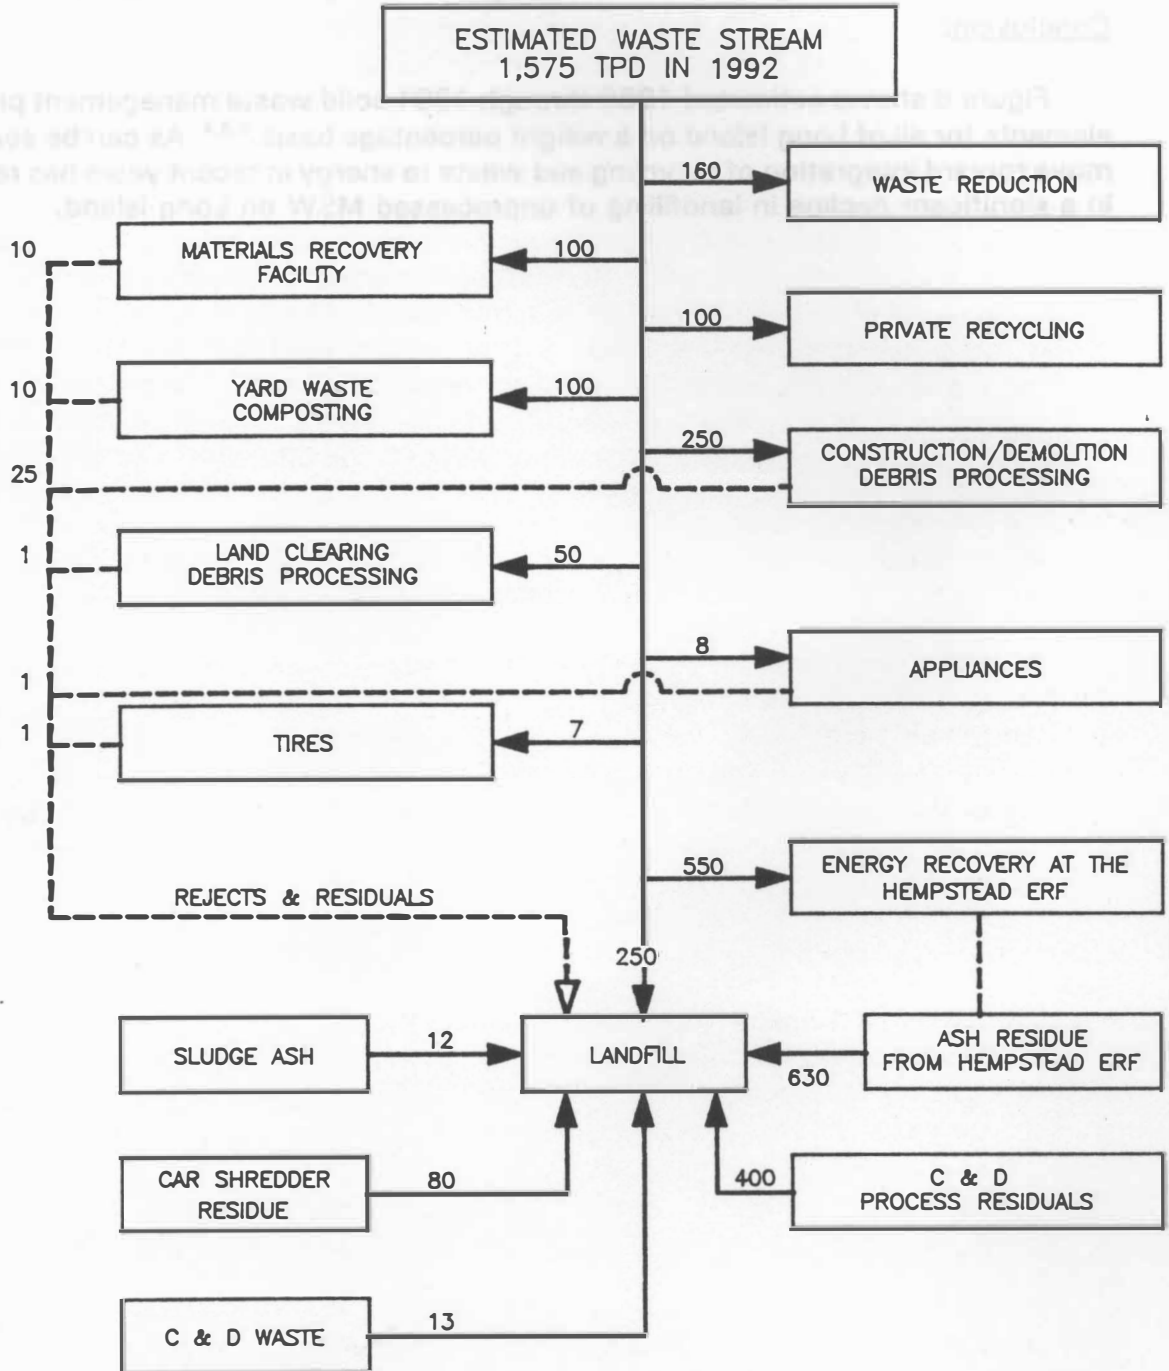 ESTIMATED WASTE STREAM
1,575 TPD IN 1992
160
WASTE REDUCTION
10
MATERIALS RECOVERY
FACILITY
100
100
PRIVATE RECYCLING
10
YARD WASTE
COMPOSTING
100
250
CONSTRUCTION/DEMOLITION
DEBRIS PROCESSING
25
1
LAND CLEARING
DEBRIS PROCESSING
50
8
APPLIANCES
1
1
TIRES
7
550
ENERGY RECOVERY AT THE
HEMPSTEAD ERF
REJECTS & RESIDUALS
250
SLUDGE ASH
12
LANDFILL
630
ASH RESIDUE
FROM HEMPSTEAD ERF
CAR SHREDDER
RESIDUE
80
400
C & D
PROCESS RESIDUALS
C & D WASTE
13